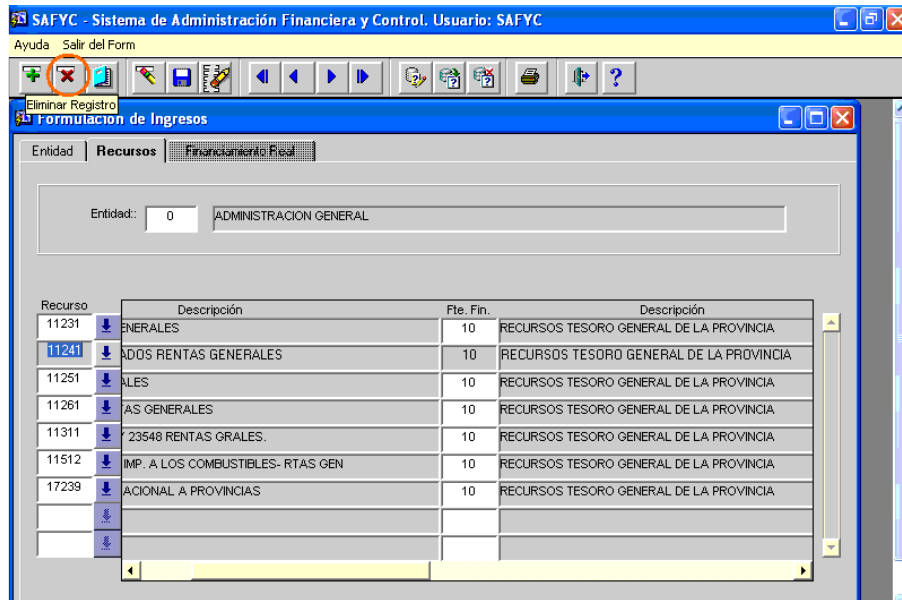 SAFYC - Sistema de Administración Financiera y Control. Usuario: SAFYC
Ayuda Salir del Form
Eliminar Registro
Formulación de Ingresos
Entidad Recursos Financiamiento Real
Entidad:: 0 ADMINISTRACION GENERAL
Recurso Descripción Fte. Fin. Descripción
11231 ENERALES 10 RECURSOS TESORO GENERAL DE LA PROVINCIA
11241 ADOS RENTAS GENERALES 10 RECURSOS TESORO GENERAL DE LA PROVINCIA
11251 ALES 10 RECURSOS TESORO GENERAL DE LA PROVINCIA
11261 AS GENERALES 10 RECURSOS TESORO GENERAL DE LA PROVINCIA
11311 Y 23548 RENTAS GRALES. 10 RECURSOS TESORO GENERAL DE LA PROVINCIA
11512 IMP. A LOS COMBUSTIBLES- RTAS GEN 10 RECURSOS TESORO GENERAL DE LA PROVINCIA
17239 ACIONAL A PROVINCIAS 10 RECURSOS TESORO GENERAL DE LA PROVINCIA